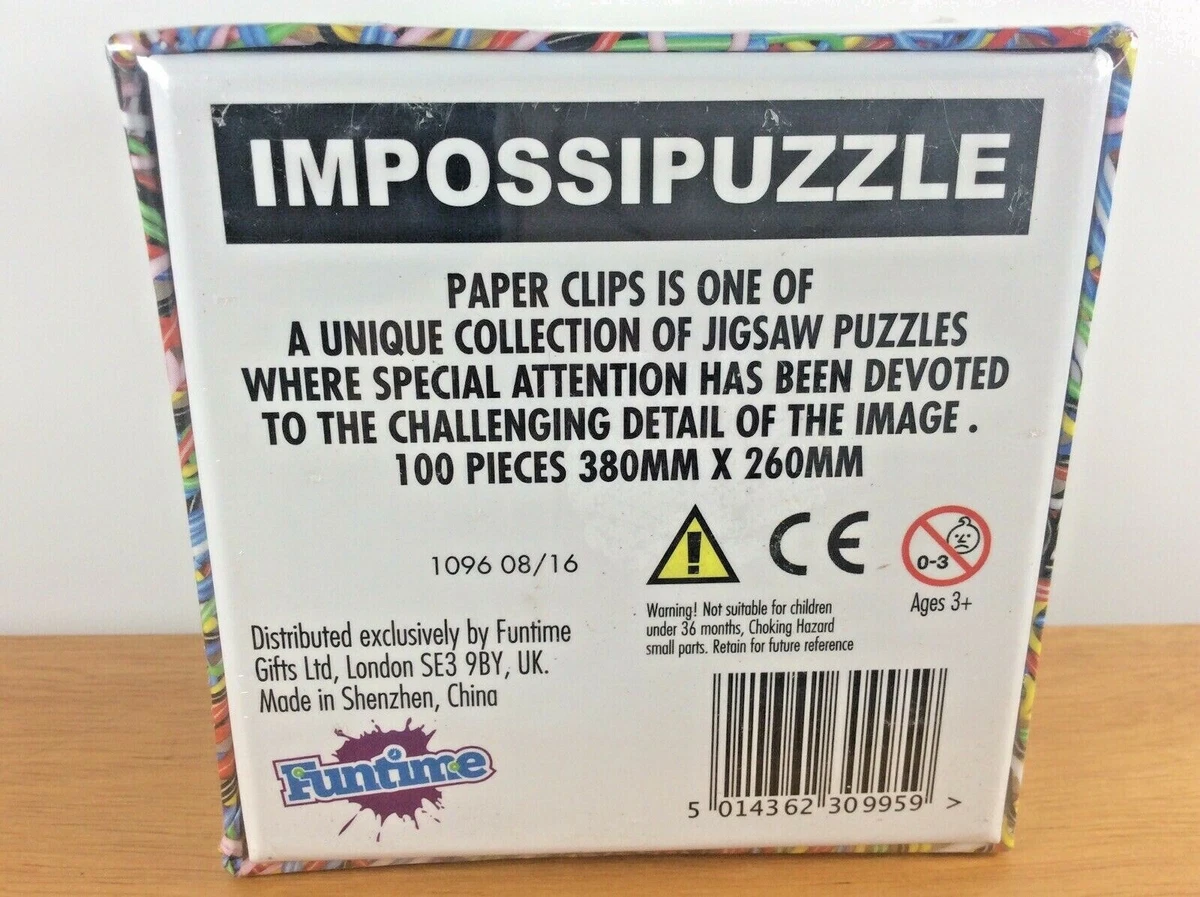 IMPOSSIPUZZLE
PAPER CLIPS IS ONE OF
A UNIQUE COLLECTION OF JIGSAW PUZZLES
WHERE SPECIAL ATTENTION HAS BEEN DEVOTED
TO THE CHALLENGING DETAIL OF THE IMAGE .
100 PIECES 380MM X 260MM
1096 08/16
CE
0-3
Ages 3+
Warning! Not suitable for children
under 36 months, Choking Hazard
small parts. Retain for future reference
Distributed exclusively by Funtime
Gifts Ltd, London SE3 9BY, UK.
Made in Shenzhen, China
Funtime
5 014362 309959 >